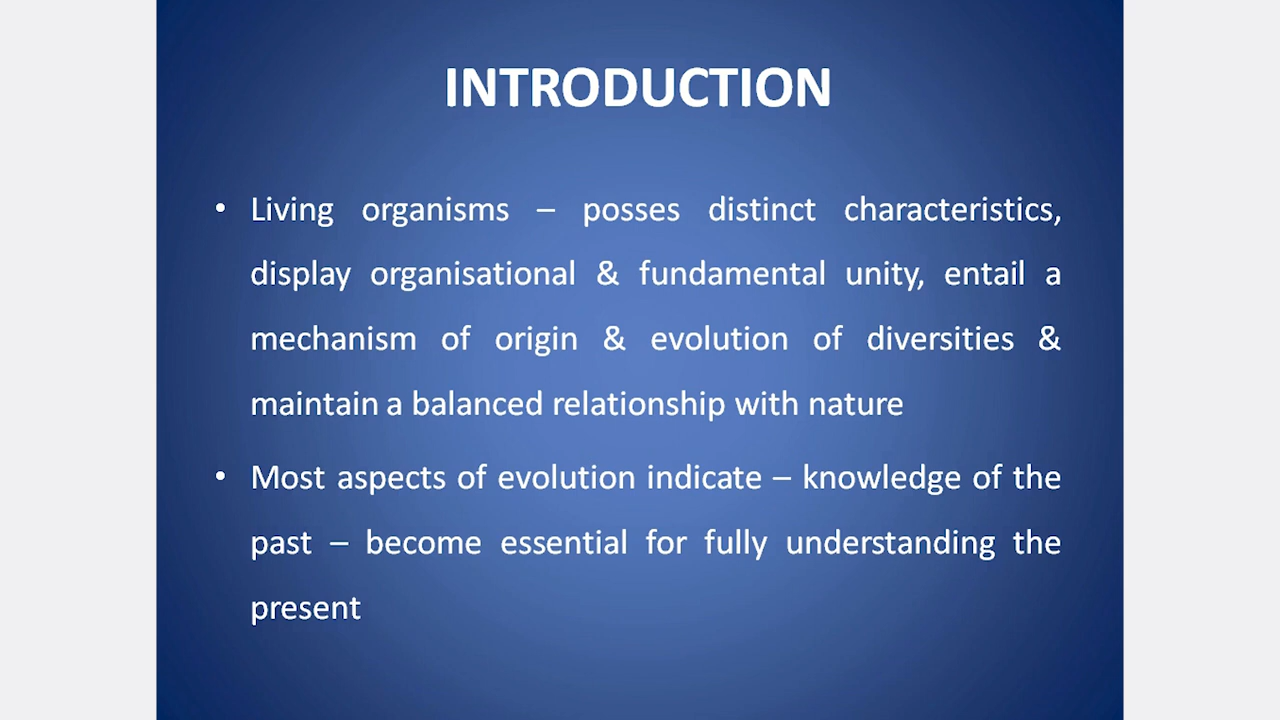 INTRODUCTION
• Living organisms – posses distinct characteristics,
display organisational & fundamental unity, entail a
mechanism of origin & evolution of diversities &
maintain a balanced relationship with nature
• Most aspects of evolution indicate – knowledge of the
past – become essential for fully understanding the
present